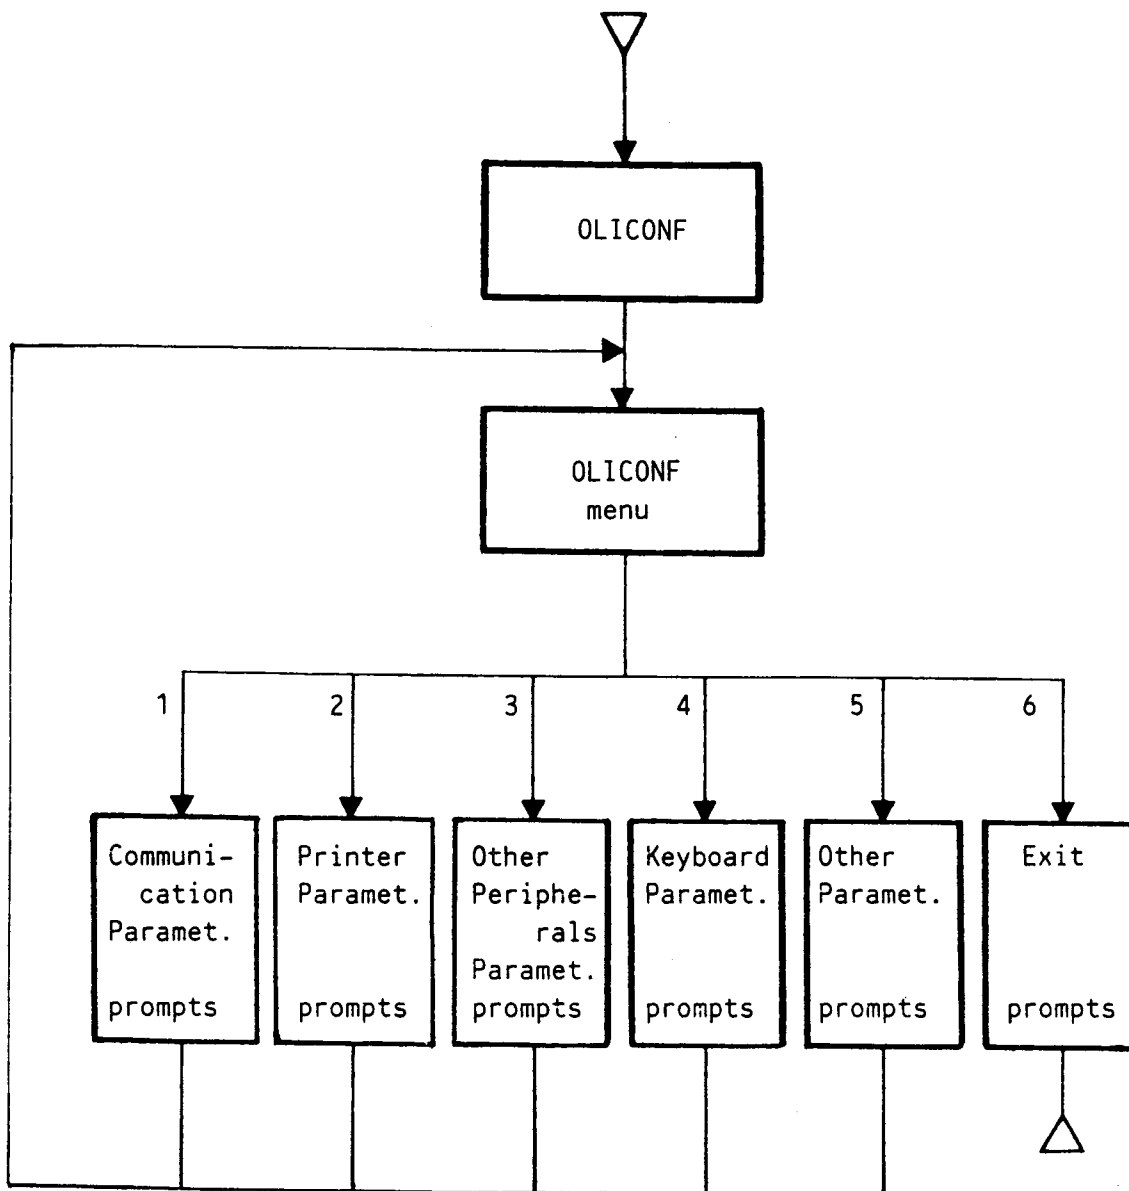 OLICONF
OLICONF
menu
1
2
3
4
5
6
Communi-
cation
Paramet.
prompts
Printer
Paramet.
prompts
Other
Periphe-
rals
Paramet.
prompts
Keyboard
Paramet.
prompts
Other
Paramet.
prompts
Exit
prompts